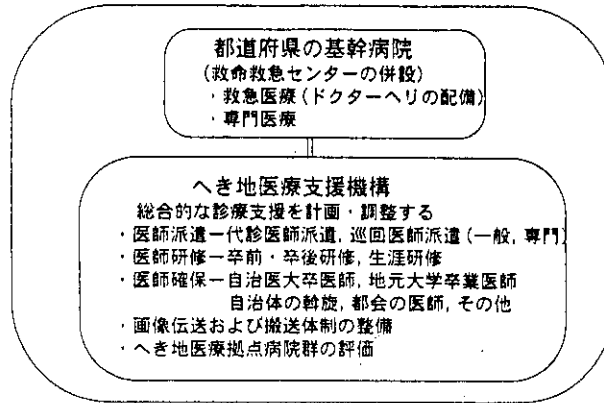 都道府県の基幹病院
(救命救急センターの併設)
・救急医療(ドクターヘリの配備)
・専門医療
へき地医療支援機構
総合的な診療支援を計画・調整する
・医師派遣ー代診医師派遣, 巡回医師派遣(一般, 専門)
・医師研修ー卒前・卒後研修, 生涯研修
・医師確保ー自治医大卒医師, 地元大学卒業医師
自治体の斡旋, 都会の医師, その他
・画像伝送および搬送体制の整備
・へき地医療拠点病院群の評価